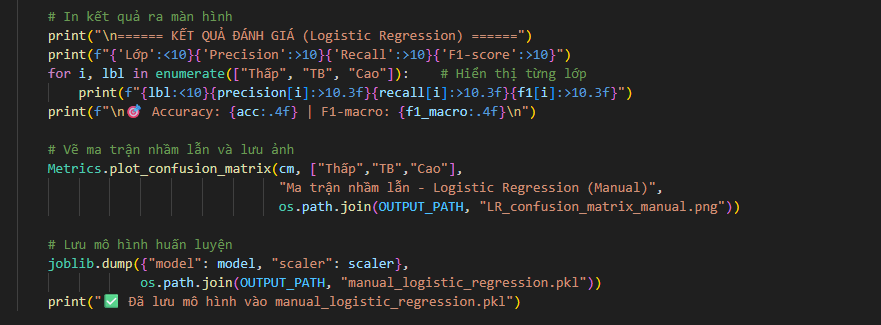 # In kết quả ra màn hình
print("\n====== KẾT QUẢ ĐÁNH GIÁ (Logistic Regression) ======")
print(f"{'Lớp':<10}{'Precision':>10}{'Recall':>10}{'F1-score':>10}")
for i, lbl in enumerate(["Thấp", "TB", "Cao"]):    # Hiển thị từng lớp
    print(f"{lbl:<10}{precision[i]:>10.3f}{recall[i]:>10.3f}{f1[i]:>10.3f}")
print(f"\n🎯 Accuracy: {acc:.4f} | F1-macro: {f1_macro:.4f}\n")
# Vẽ ma trận nhầm lẫn và lưu ảnh
Metrics.plot_confusion_matrix(cm, ["Thấp","TB","Cao"],
                              "Ma trận nhầm lẫn - Logistic Regression (Manual)",
                              os.path.join(OUTPUT_PATH, "LR_confusion_matrix_manual.png"))
# Lưu mô hình huấn luyện
joblib.dump({"model": model, "scaler": scaler},
            os.path.join(OUTPUT_PATH, "manual_logistic_regression.pkl"))
print("✅ Đã lưu mô hình vào manual_logistic_regression.pkl")